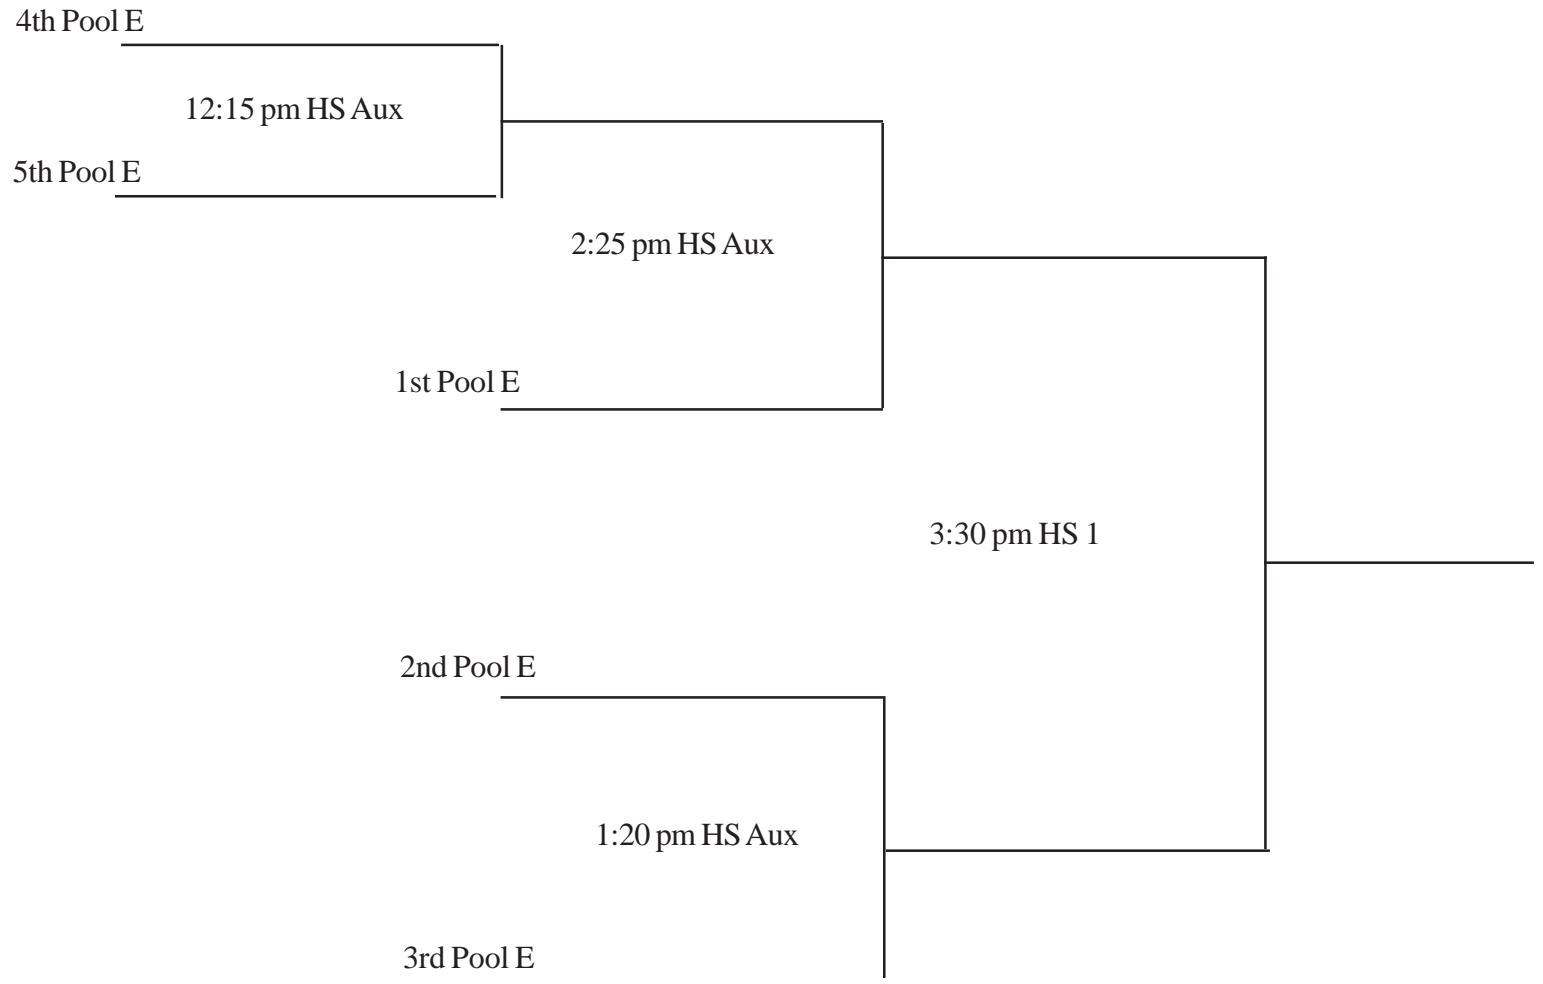 4th Pool E
12:15 pm HS Aux
5th Pool E
2:25 pm HS Aux
1st Pool E
3:30 pm HS 1
2nd Pool E
1:20 pm HS Aux
3rd Pool E